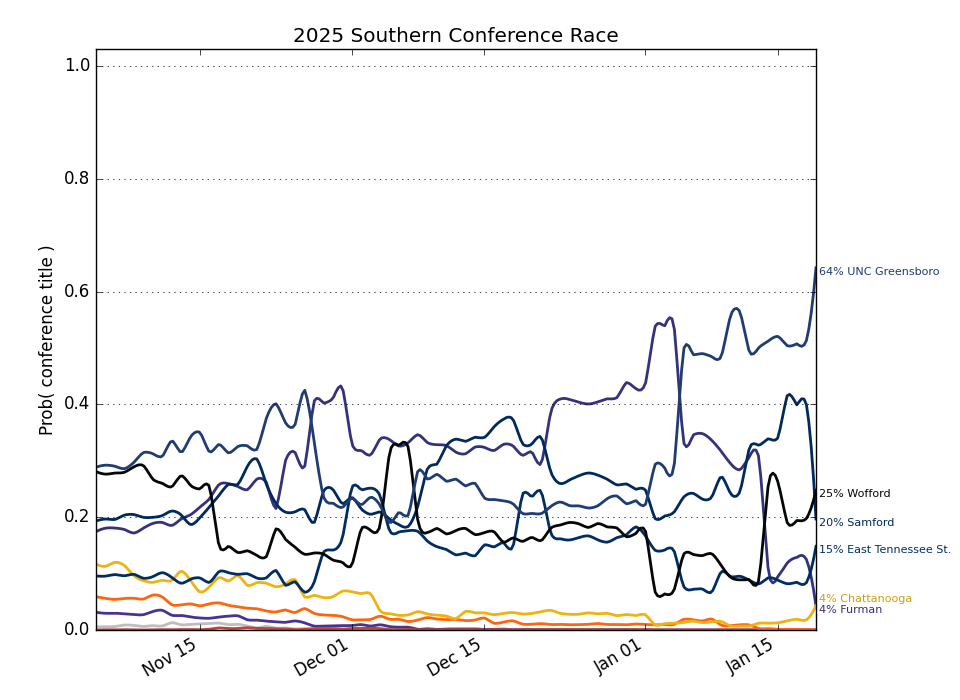 2025 Southern Conference Race
Prob( conference title )
1.0
0.8
0.6
0.4
0.2
0.0
64% UNC Greensboro
25% Wofford
20% Samford
15% East Tennessee St.
4% Chattanooga
4% Furman
Nov 15
Dec 01
Dec 15
Jan 01
Jan 15